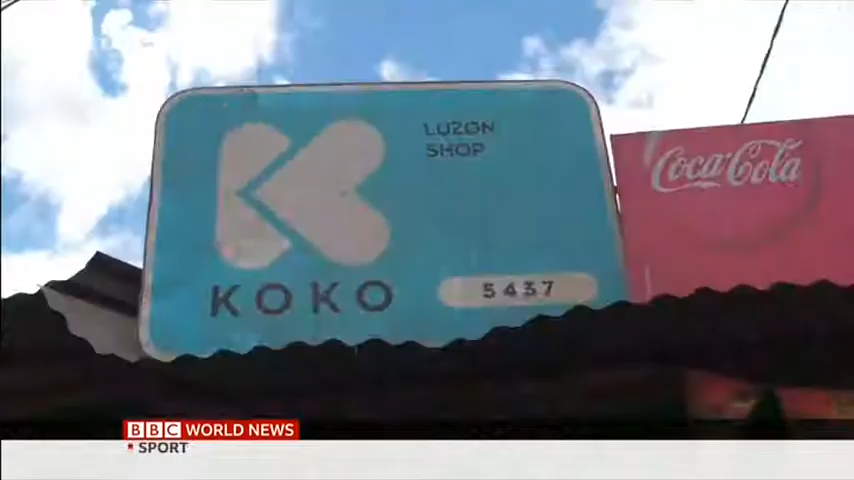 LUZON
SHOP
KOKO
5437
Coca-Cola
BBC WORLD NEWS
SPORT